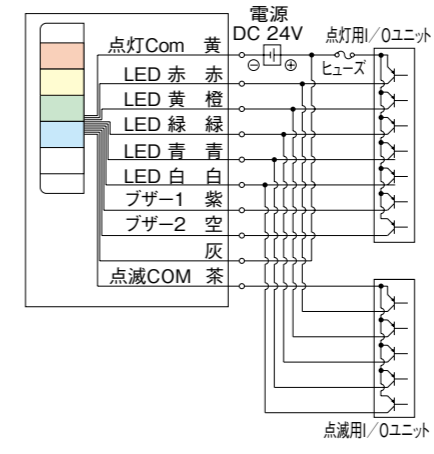 電源
DC 24V
点灯用I/Oユニット
ヒューズ
⊖ ⊕
点灯Com 黄
LED 赤 赤
LED 黄 橙
LED 緑 緑
LED 青 青
LED 白 白
ブザー1 紫
ブザー2 空
灰
点滅COM 茶
点滅用I/Oユニット